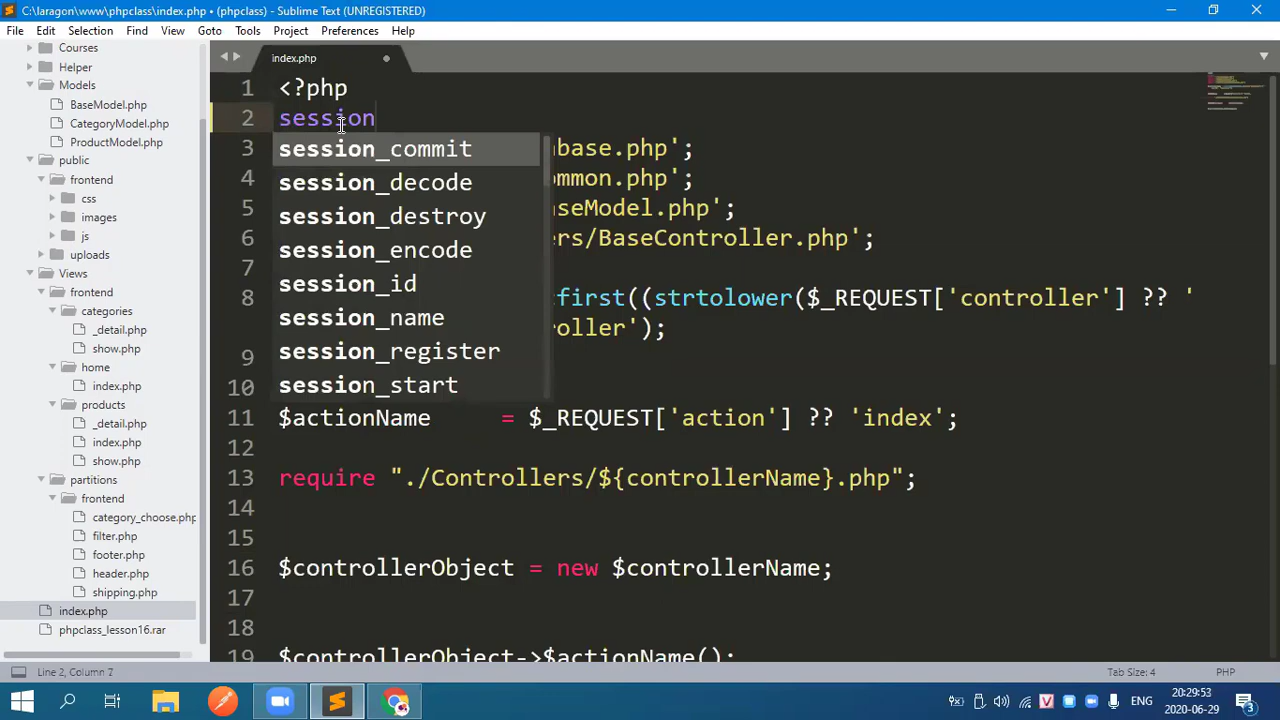 C:\laragon\www\phpclass\index.php • (phpclass) - Sublime Text (UNREGISTERED)
File Edit Selection Find View Goto Tools Project Preferences Help
Courses
Helper
Models
BaseModel.php
CategoryModel.php
ProductModel.php
public
frontend
css
images
js
uploads
Views
frontend
categories
_detail.php
show.php
home
index.php
products
_detail.php
index.php
show.php
partitions
frontend
category_choose.php
filter.php
footer.php
header.php
shipping.php
index.php
phpclass_lesson16.rar
index.php
1 <?php
2 session
session_commit
session_decode
session_destroy
session_encode
session_id
session_name
session_register
session_start
3 base.php';
4 ommon.php';
5 aseModel.php';
6 ers/BaseController.php';
7
8 cfirst((strtolower($_REQUEST['controller'] ?? '
oller');
9
10
11 $actionName = $_REQUEST['action'] ?? 'index';
12
13 require "./Controllers/${controllerName}.php";
14
15
16 $controllerObject = new $controllerName;
17
18
19 $controllerObject->$actionName();
Line 2, Column 7 Tab Size: 4 PHP
V ENG 20:29:53
2020-06-29 3